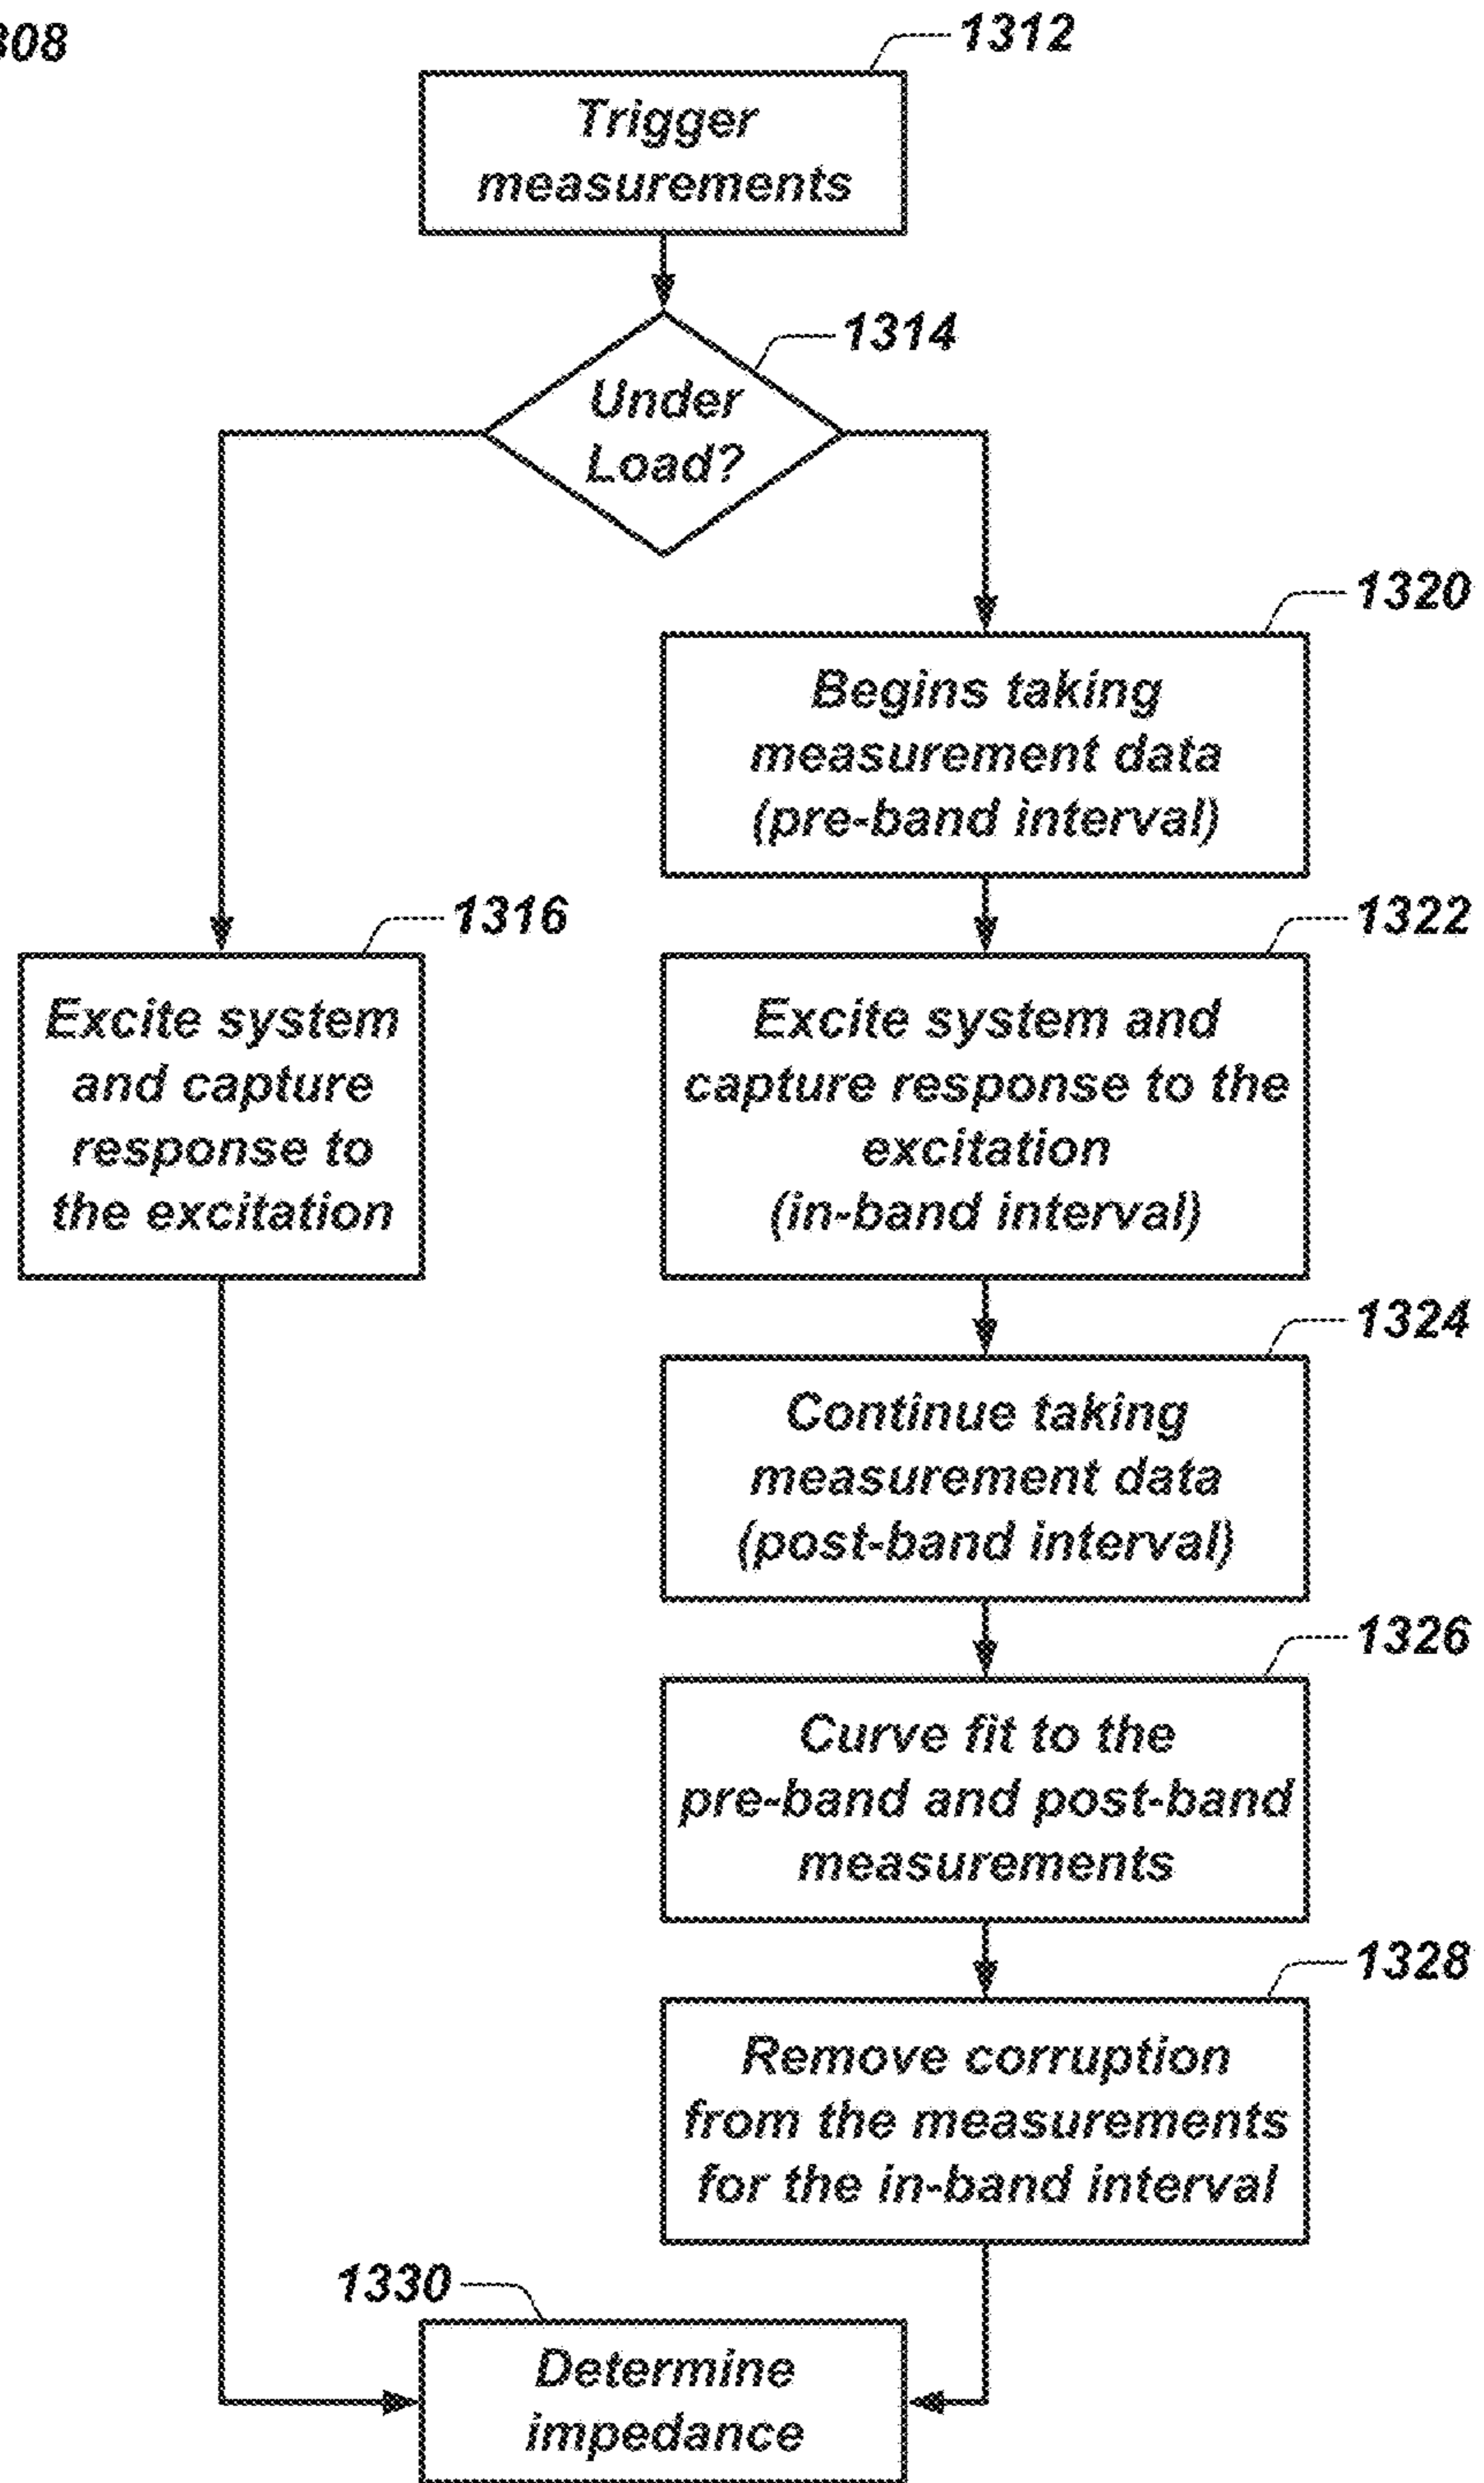 308
1312
Trigger
measurements
1314
Under
Load?
1320
Begins taking
measurement data
(pre-band interval)
1316
Excite system
and capture
response to
the excitation
1322
Excite system and
capture response to the
excitation
(in-band interval)
1324
Continue taking
measurement data
(post-band interval)
1326
Curve fit to the
pre-band and post-band
measurements
1328
Remove corruption
from the measurements
for the in-band interval
1330
Determine
impedance